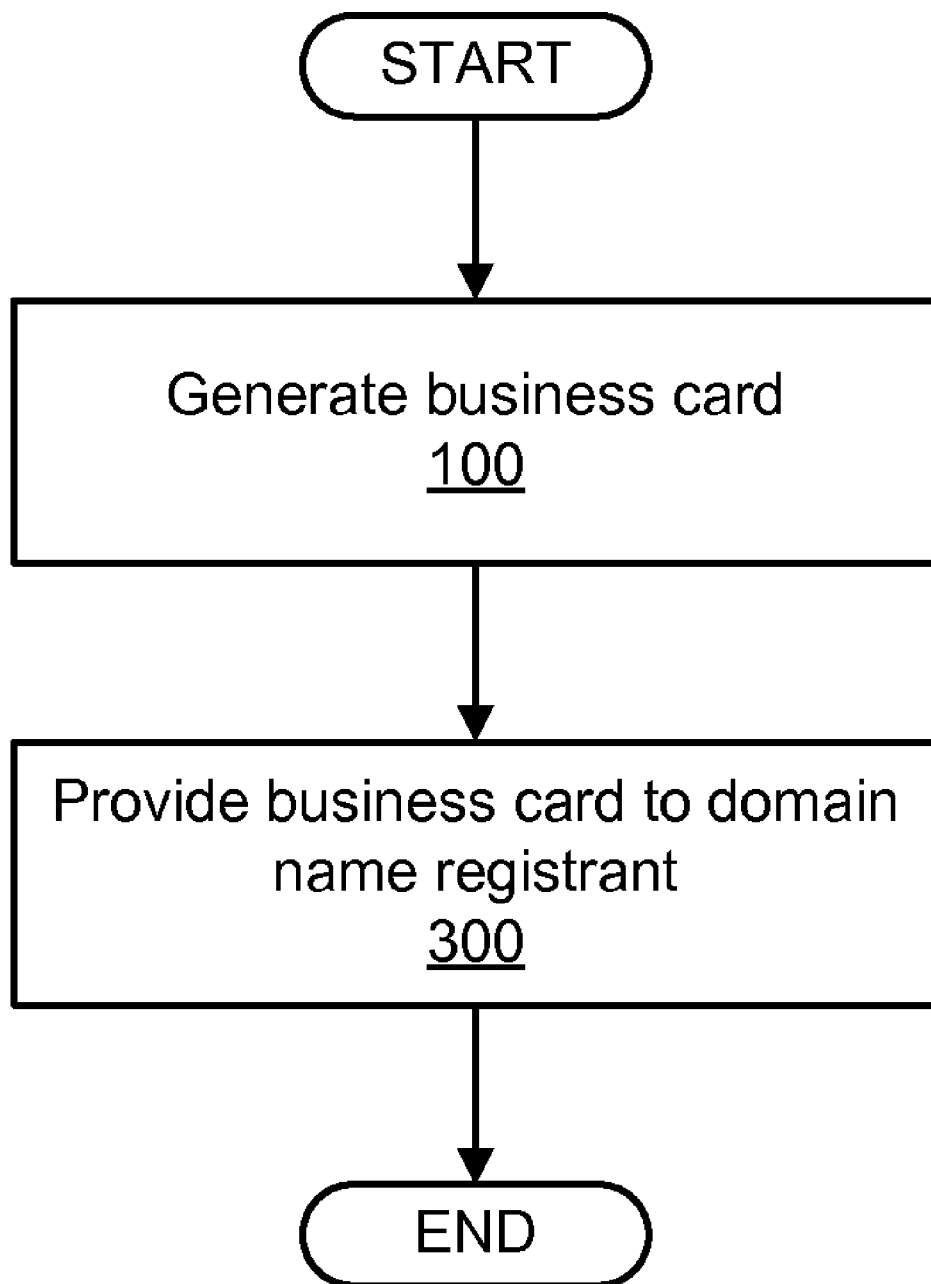 START
Generate business card
100
Provide business card to domain
name registrant
300
END